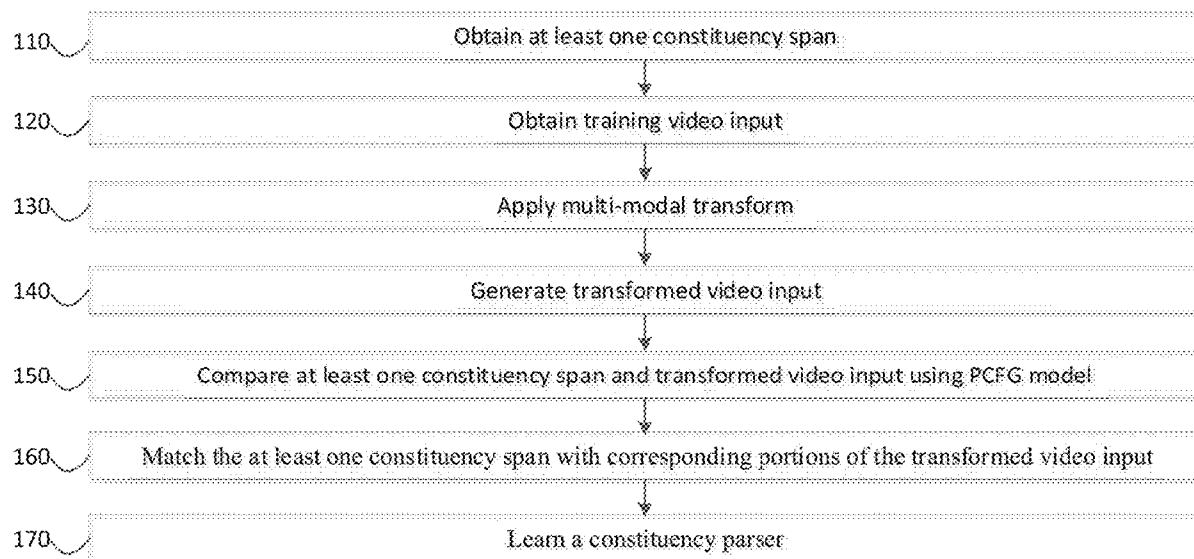 110 Obtain at least one constituency span
120 Obtain training video input
130 Apply multi-modal transform
140 Generate transformed video input
150 Compare at least one constituency span and transformed video input using PCFG model
160 Match the at least one constituency span with corresponding portions of the transformed video input
170 Learn a constituency parser